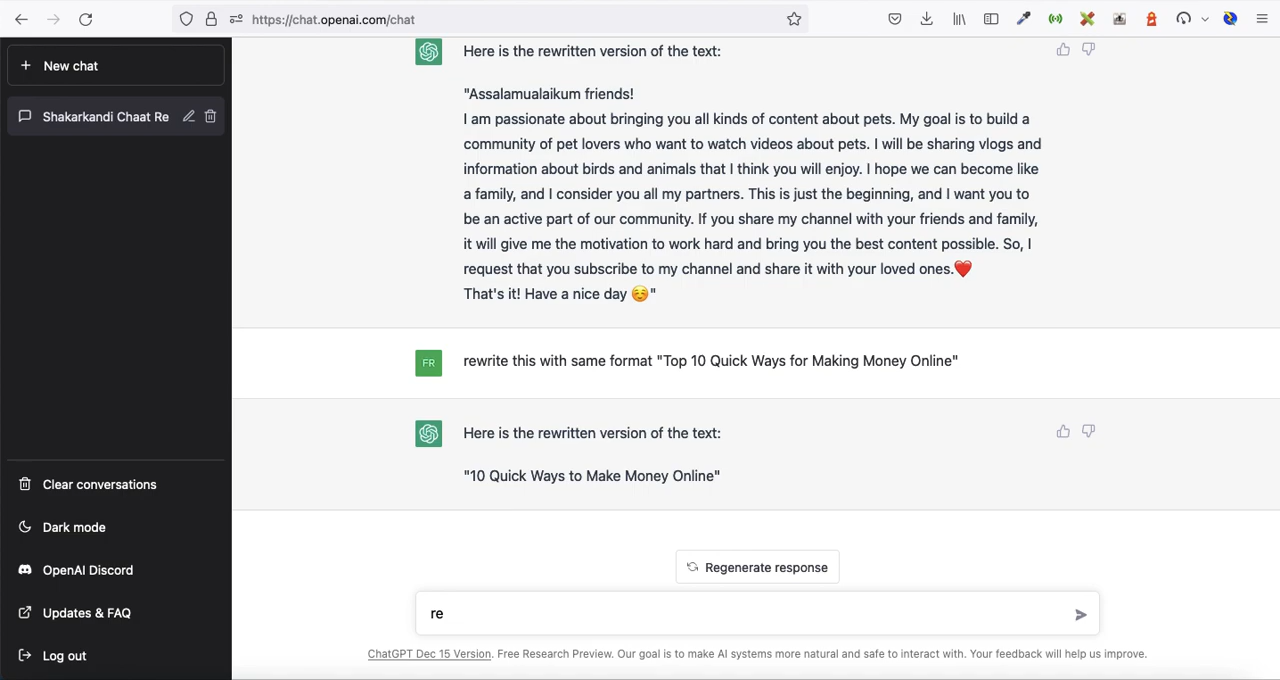 https://chat.openai.com/chat
New chat
Shakarkandi Chaat Re
Here is the rewritten version of the text:
"Assalamualaikum friends!
I am passionate about bringing you all kinds of content about pets. My goal is to build a
community of pet lovers who want to watch videos about pets. I will be sharing vlogs and
information about birds and animals that I think you will enjoy. I hope we can become like
a family, and I consider you all my partners. This is just the beginning, and I want you to
be an active part of our community. If you share my channel with your friends and family,
it will give me the motivation to work hard and bring you the best content possible. So, I
request that you subscribe to my channel and share it with your loved ones.❤️
That's it! Have a nice day ☺️"
FR
rewrite this with same format "Top 10 Quick Ways for Making Money Online"
Here is the rewritten version of the text:
"10 Quick Ways to Make Money Online"
Clear conversations
Dark mode
OpenAI Discord
Updates & FAQ
Log out
Regenerate response
re
ChatGPT Dec 15 Version. Free Research Preview. Our goal is to make AI systems more natural and safe to interact with. Your feedback will help us improve.